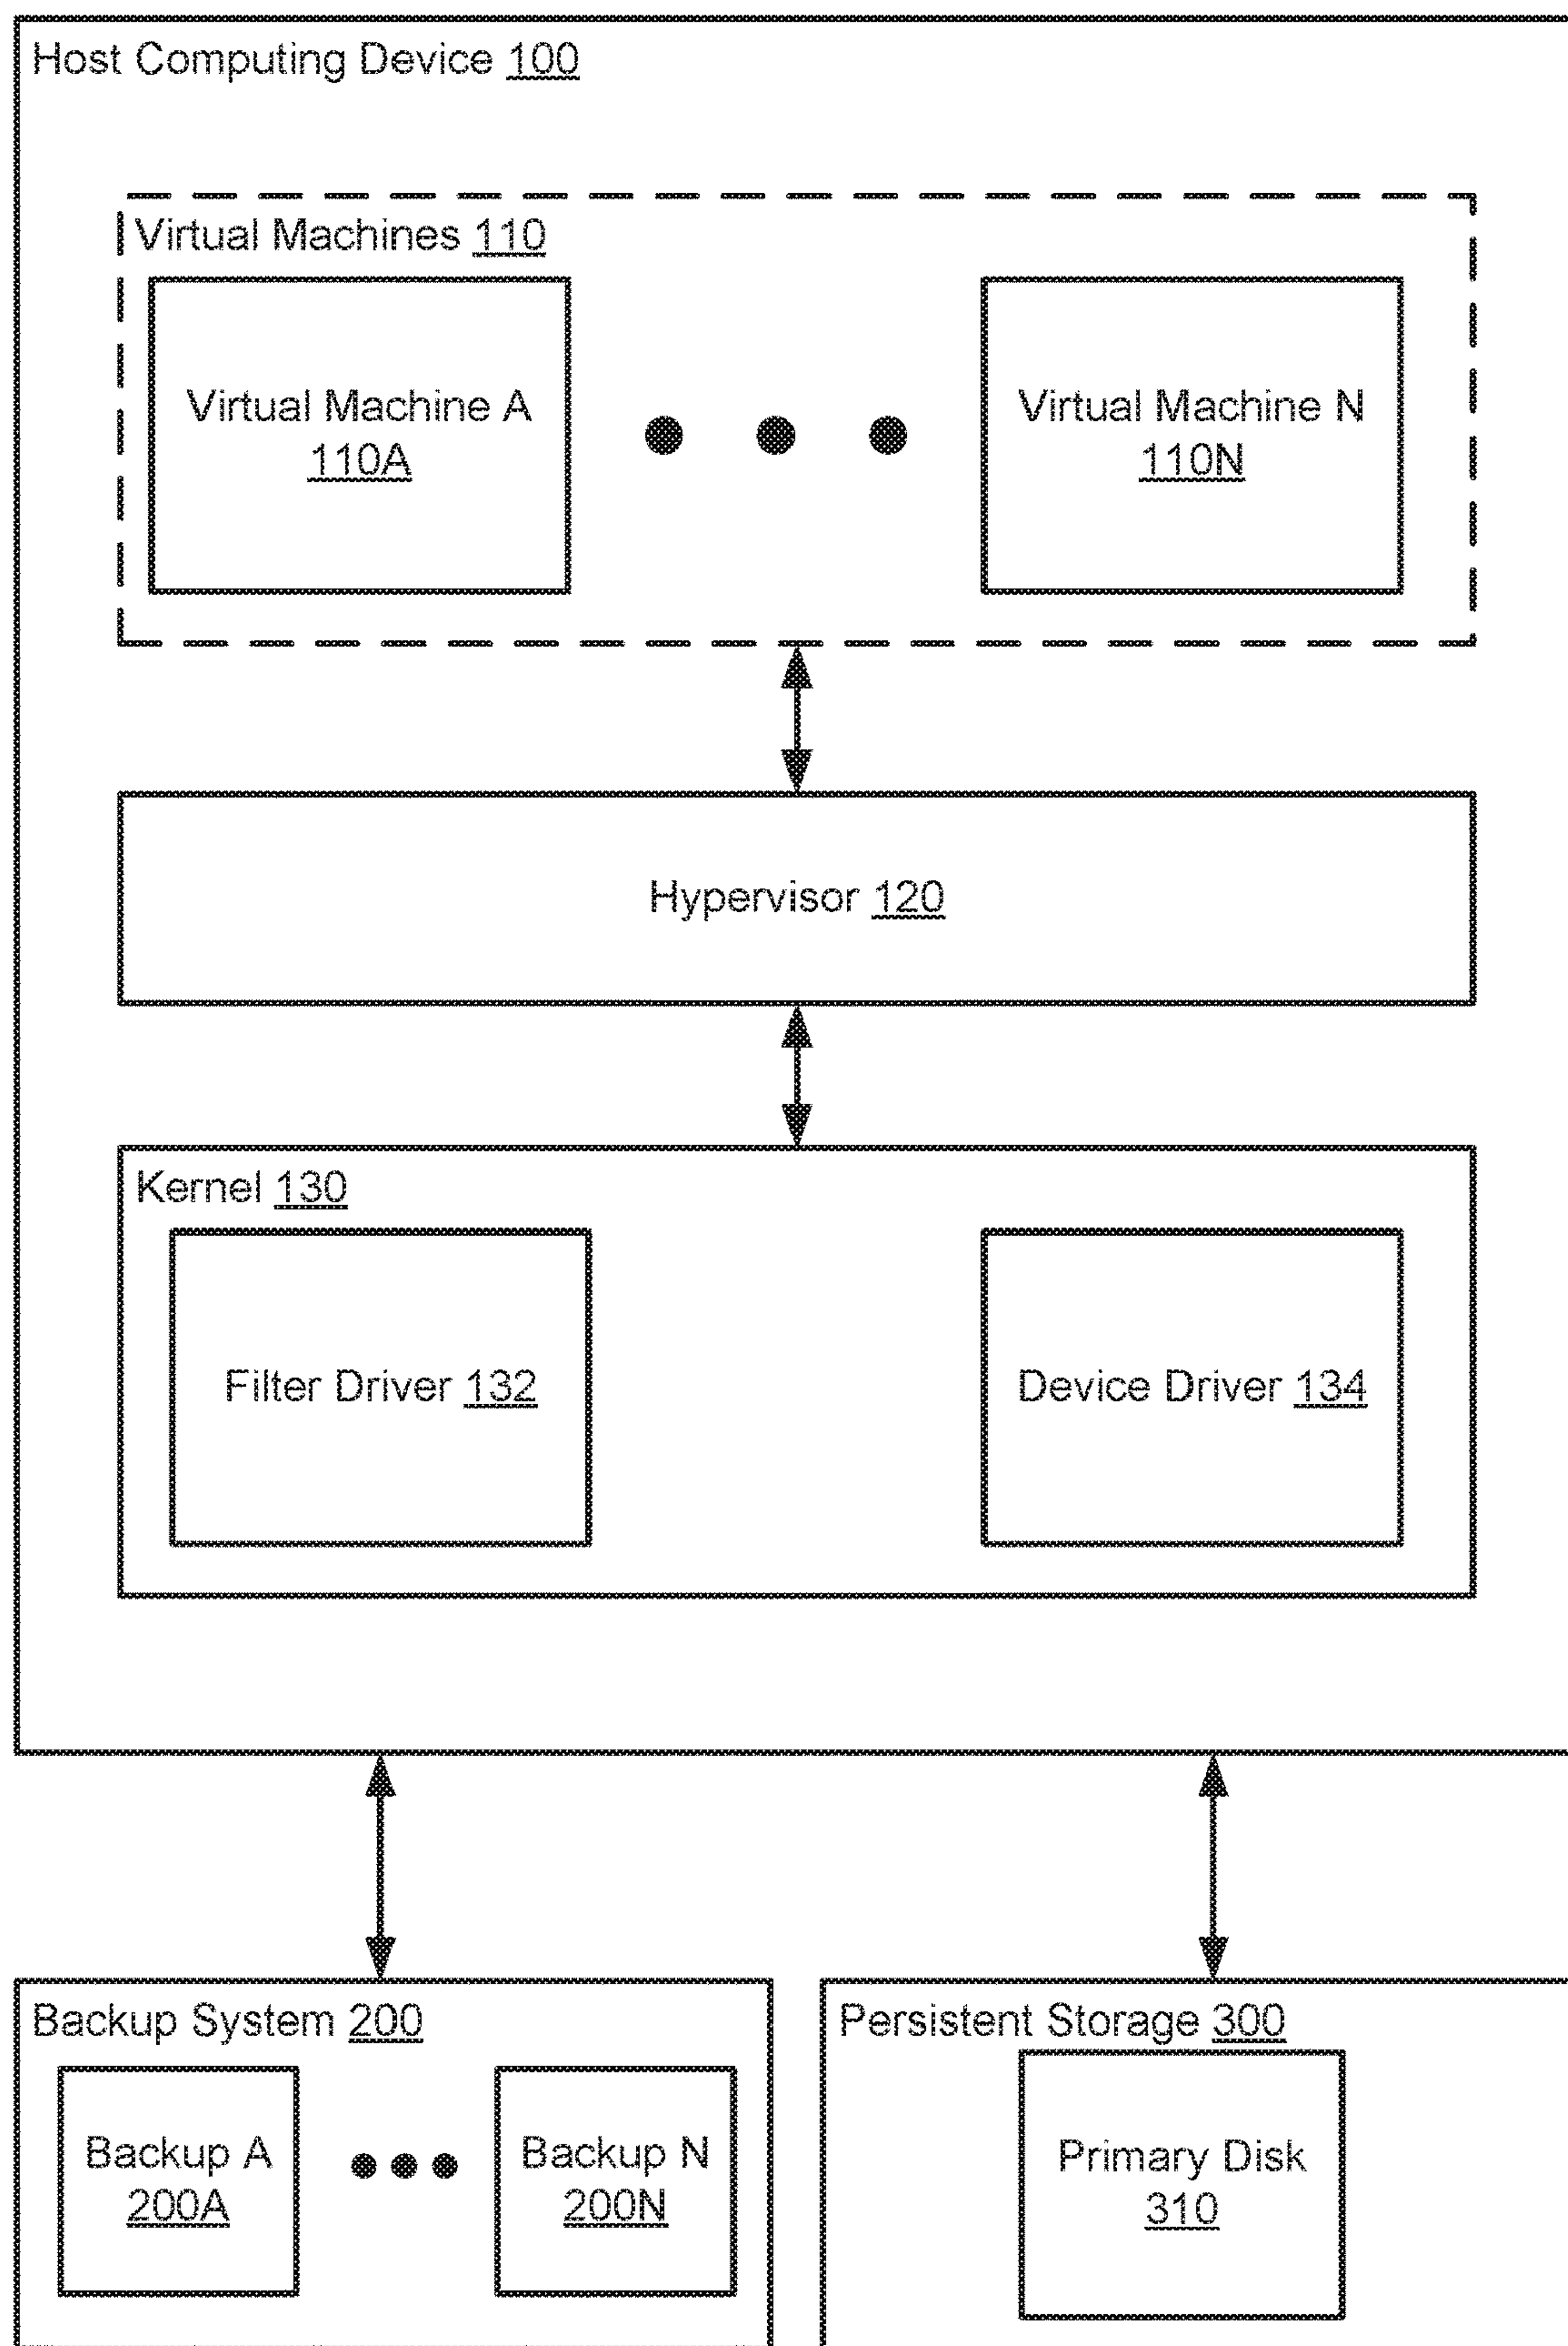 Host Computing Device 100
Virtual Machines 110
Virtual Machine A
110A
Virtual Machine N
110N
Hypervisor 120
Kernel 130
Filter Driver 132
Device Driver 134
Backup System 200
Backup A
200A
Backup N
200N
Persistent Storage 300
Primary Disk
310